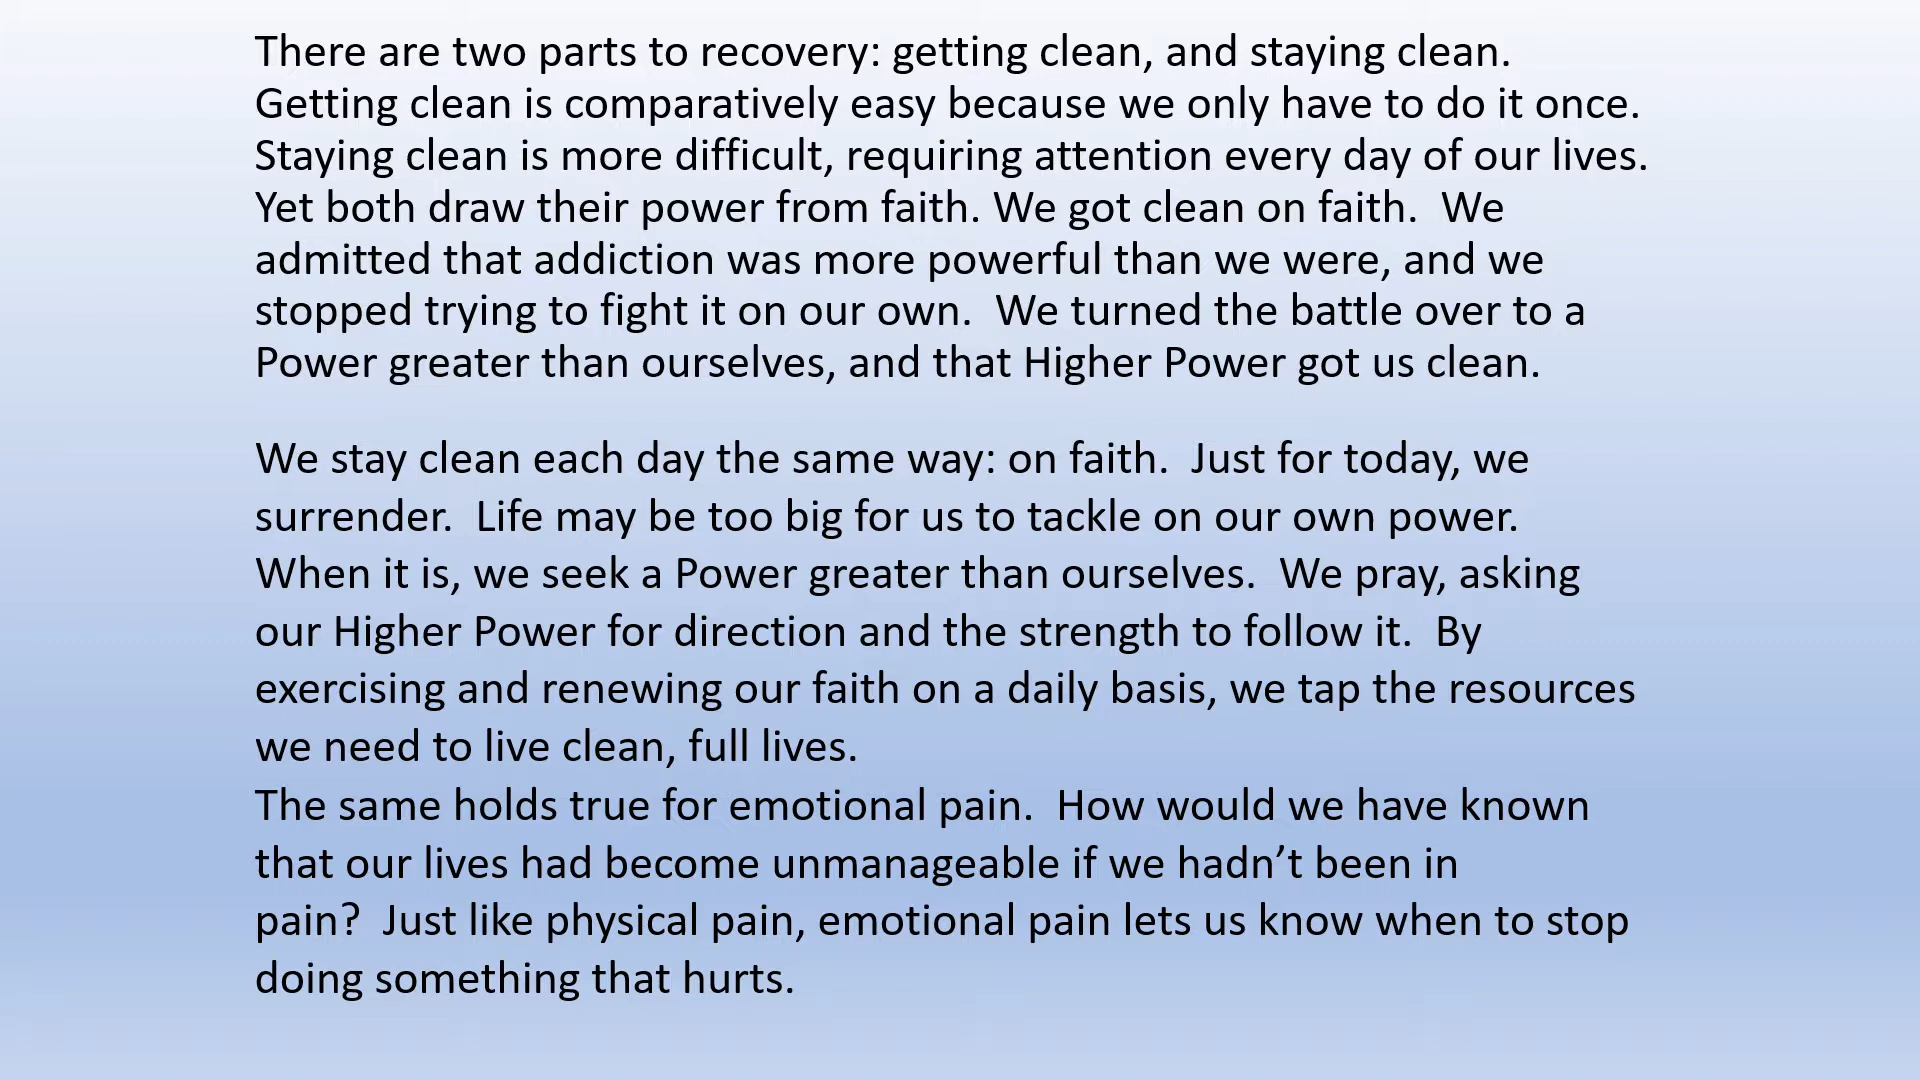 There are two parts to recovery: getting clean, and staying clean.
Getting clean is comparatively easy because we only have to do it once.
Staying clean is more difficult, requiring attention every day of our lives.
Yet both draw their power from faith. We got clean on faith.  We
admitted that addiction was more powerful than we were, and we
stopped trying to fight it on our own.  We turned the battle over to a
Power greater than ourselves, and that Higher Power got us clean.
We stay clean each day the same way: on faith.  Just for today, we
surrender.  Life may be too big for us to tackle on our own power.
When it is, we seek a Power greater than ourselves.  We pray, asking
our Higher Power for direction and the strength to follow it.  By
exercising and renewing our faith on a daily basis, we tap the resources
we need to live clean, full lives.
The same holds true for emotional pain.  How would we have known
that our lives had become unmanageable if we hadn’t been in
pain?  Just like physical pain, emotional pain lets us know when to stop
doing something that hurts.